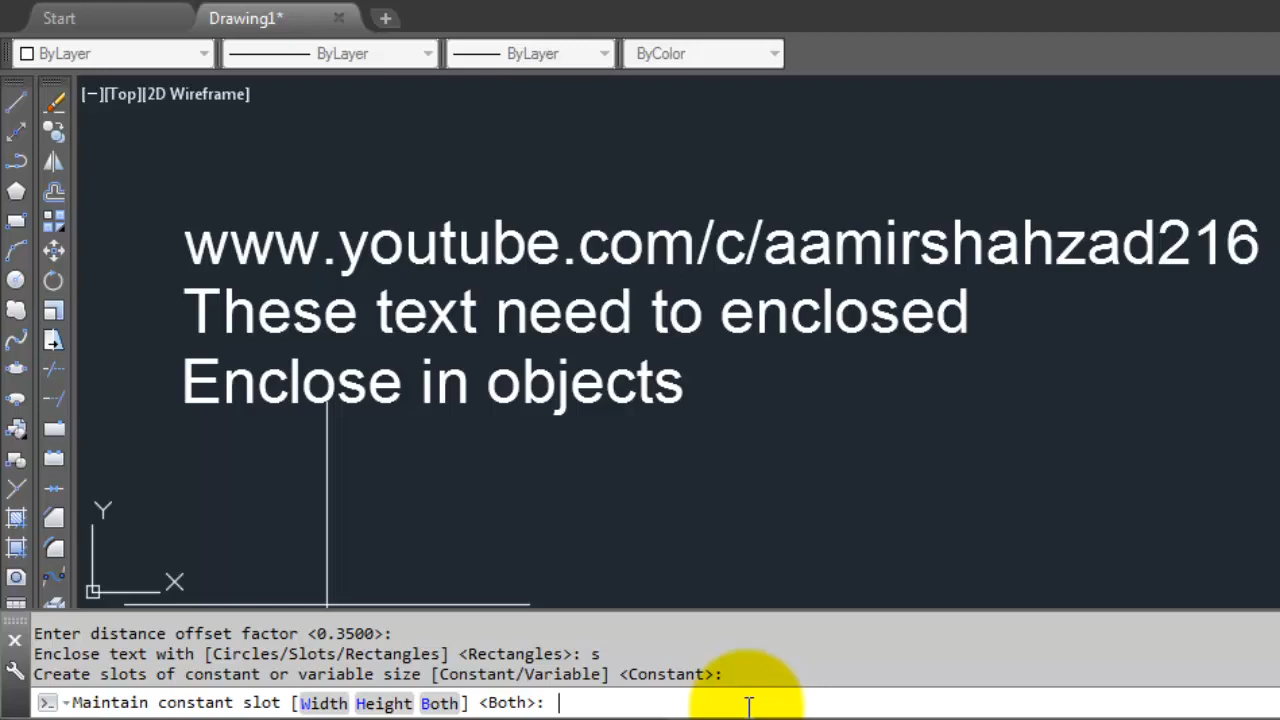 Start
Drawing1*
ByLayer ByLayer ByLayer ByColor
[−][Top][2D Wireframe]
www.youtube.com/c/aamirshahzad216
These text need to enclosed
Enclose in objects
Y
X
Enter distance offset factor <0.3500>:
Enclose text with [Circles/Slots/Rectangles] <Rectangles>: s
Create slots of constant or variable size [Constant/Variable] <Constant>:
Maintain constant slot [Width Height Both] <Both>: